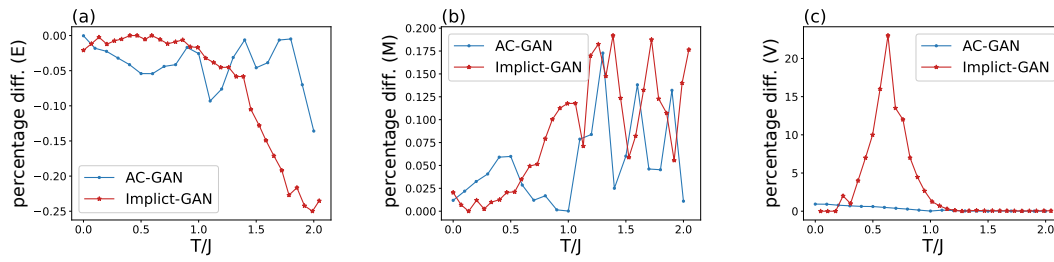 (a)
percentage diff. (E)
0.00
−0.05
−0.10
−0.15
−0.20
−0.25
AC-GAN
Implict-GAN
0.0 0.5 1.0 1.5 2.0
T/J
(b)
percentage diff. (M)
0.200
0.175
0.150
0.125
0.100
0.075
0.050
0.025
0.000
AC-GAN
Implict-GAN
0.0 0.5 1.0 1.5 2.0
T/J
(c)
percentage diff. (V)
20
15
10
5
0
AC-GAN
Implict-GAN
0.0 0.5 1.0 1.5 2.0
T/J